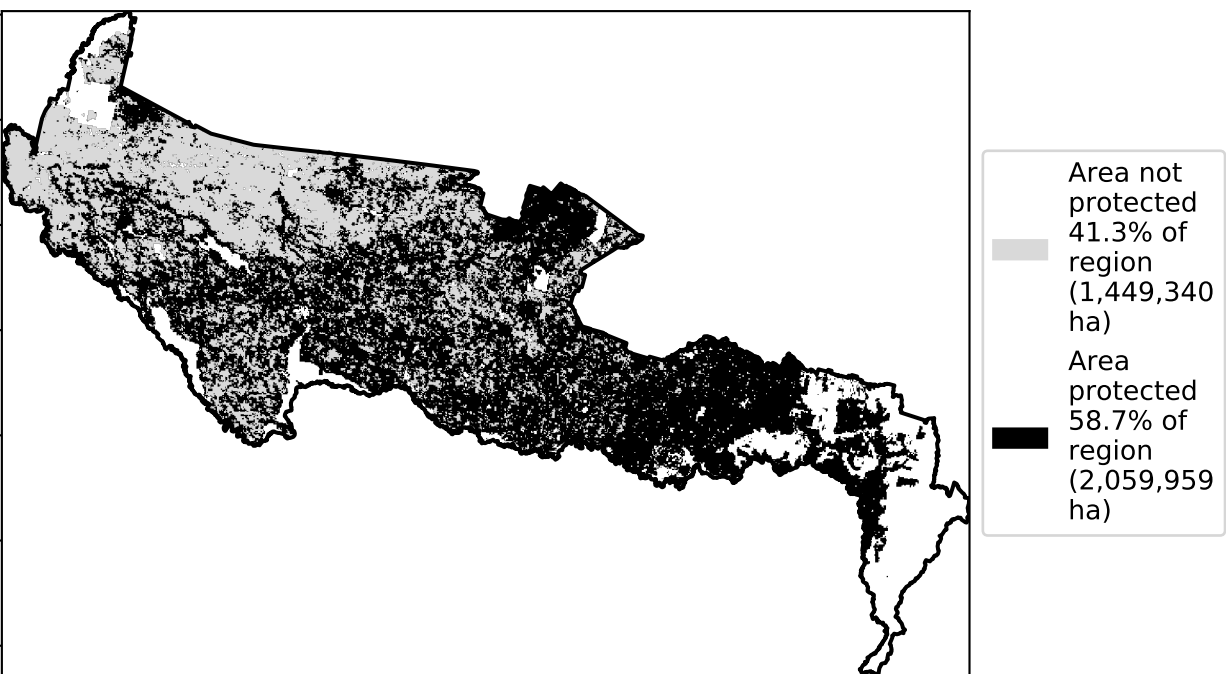 Area not
protected
41.3% of
region
(1,449,340
ha)
Area
protected
58.7% of
region
(2,059,959
ha)